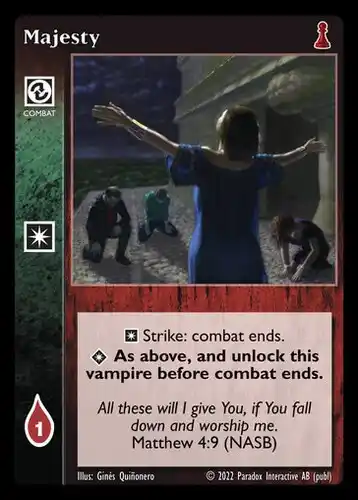 Majesty
COMBAT
Strike: combat ends.
As above, and unlock this
vampire before combat ends.
1
All these will I give You, if You fall
down and worship me.
Matthew 4:9 (NASB)
Illus: Ginés Quiñonero © 2022 Paradox Interactive AB (publ)